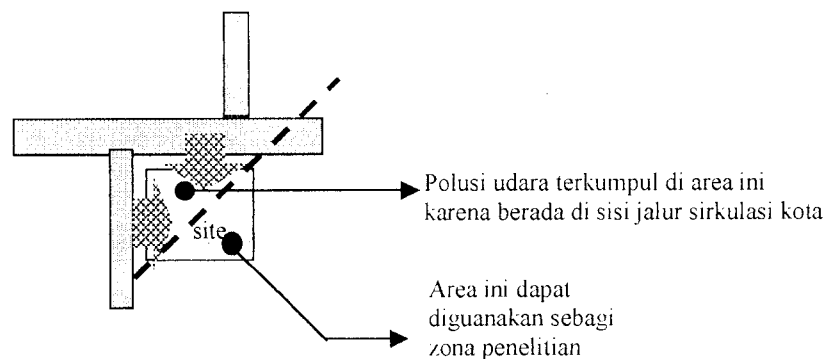 Polusi udara terkumpul di area ini
karena berada di sisi jalur sirkulasi kota
site
Area ini dapat
diguanakan sebagi
zona penelitian